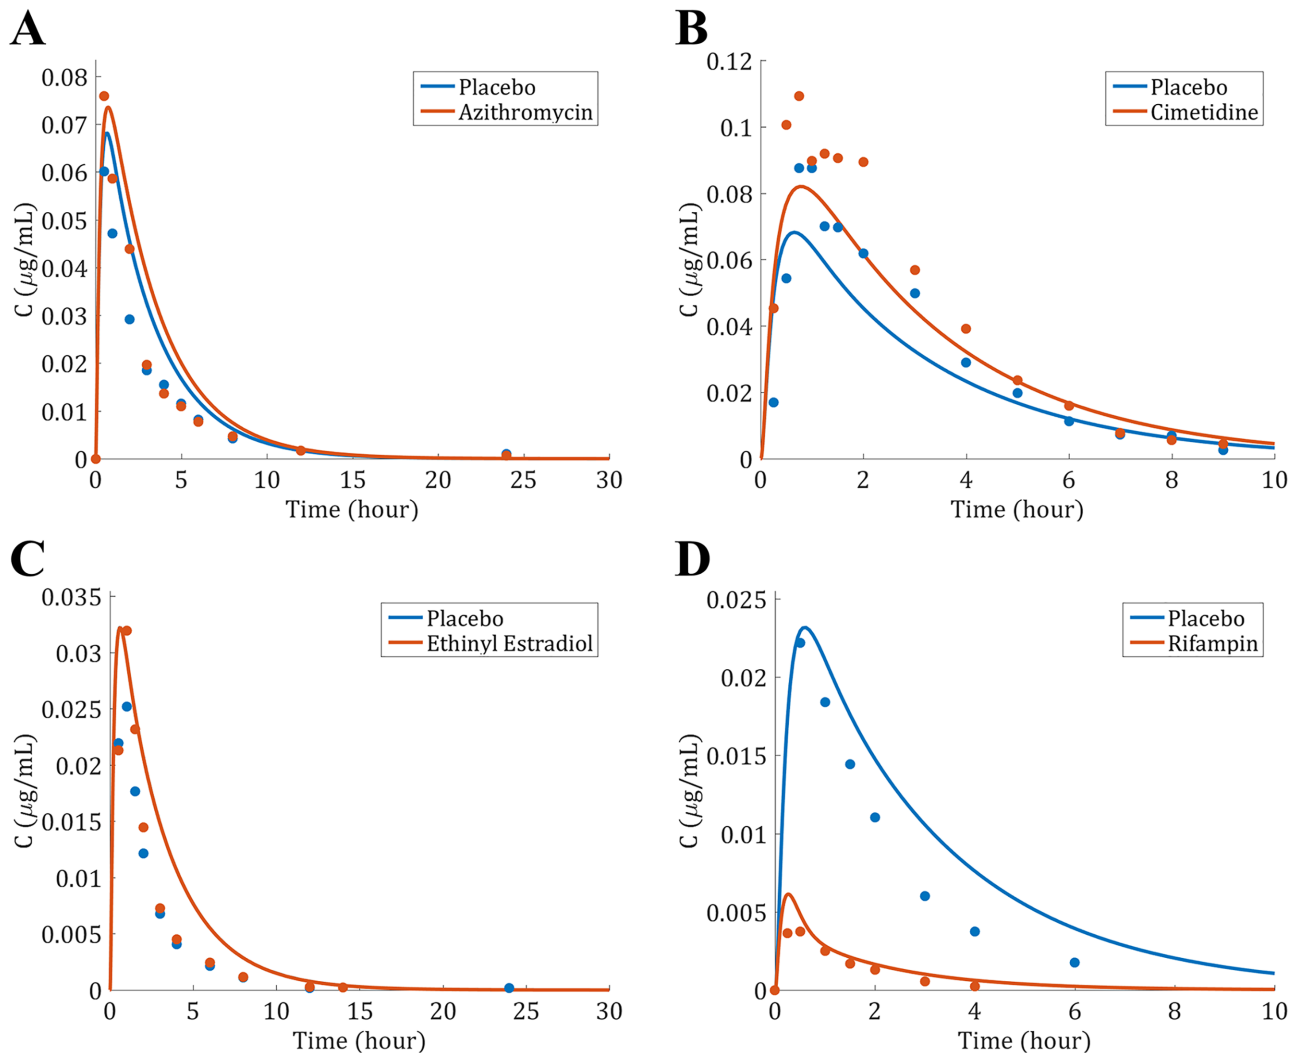 A
0.08
0.07
0.06
0.05
0.04
0.03
0.02
0.01
0
C (μg/mL)
Placebo
Azithromycin
0 5 10 15 20 25 30
Time (hour)
B
0.12
0.1
0.08
0.06
0.04
0.02
0
C (μg/mL)
Placebo
Cimetidine
0 2 4 6 8 10
Time (hour)
C
0.035
0.03
0.025
0.02
0.015
0.01
0.005
0
C (μg/mL)
Placebo
Ethinyl Estradiol
0 5 10 15 20 25 30
Time (hour)
D
0.025
0.02
0.015
0.01
0.005
0
C (μg/mL)
Placebo
Rifampin
0 2 4 6 8 10
Time (hour)